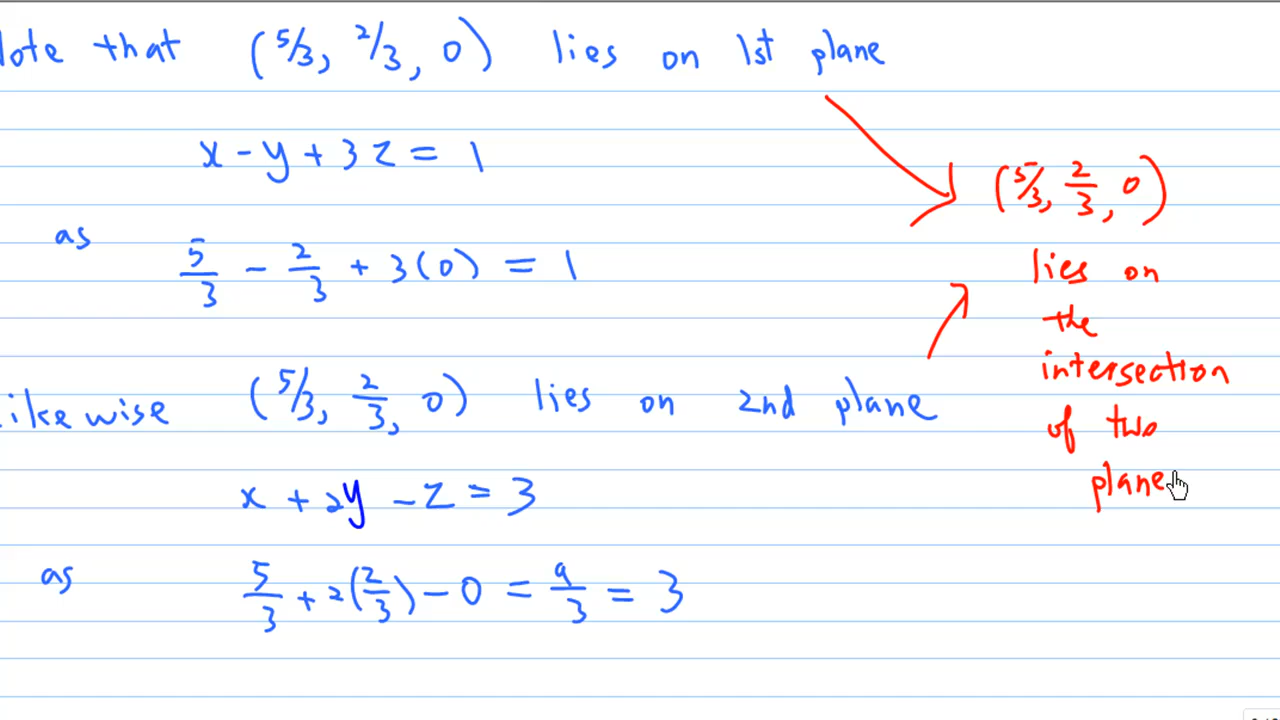 lote that (5/3, 2/3, 0) lies on 1st plane
x - y + 3z = 1
as
5/3 - 2/3 + 3(0) = 1
ikewise (5/3, 2/3, 0) lies on 2nd plane
x + 2y - z = 3
as 5/3 + 2(2/3) - 0 = 9/3 = 3
(5/3, 2/3, 0)
lies on
the
intersection
of two
plane